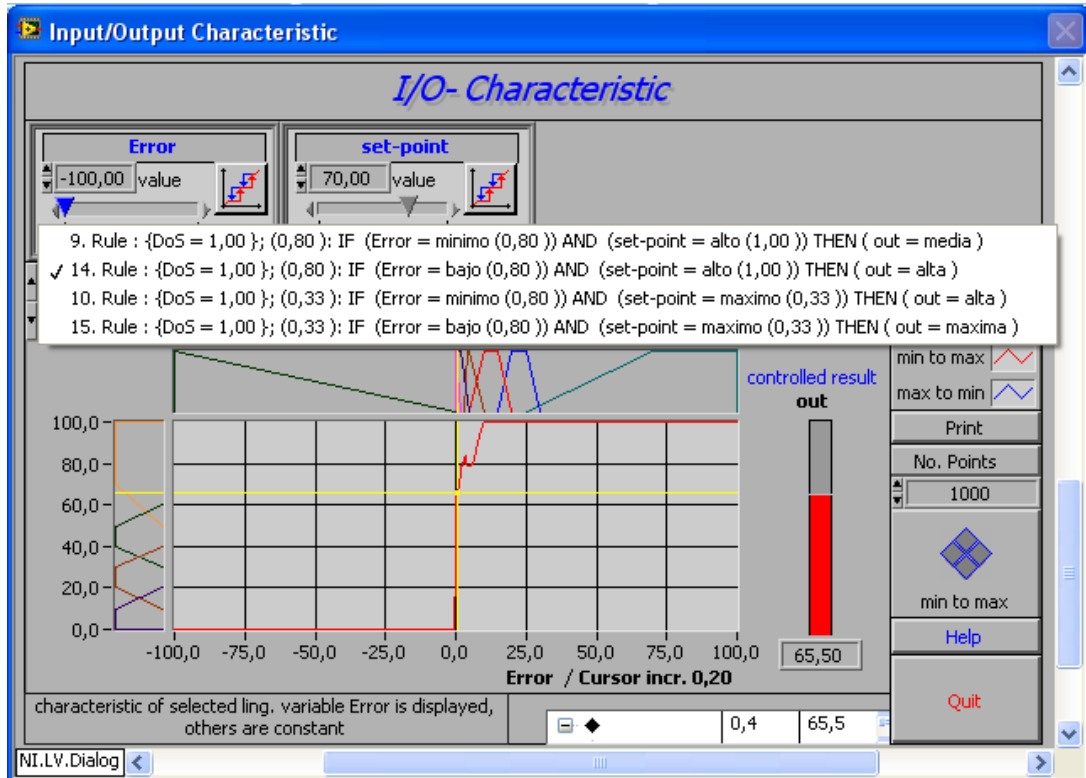 Input/Output Characteristic
I/O- Characteristic
Error
-100,00 value
set-point
70,00 value
9. Rule : {DoS = 1,00 }; (0,80 ): IF (Error = minimo (0,80 )) AND (set-point = alto (1,00 )) THEN ( out = media )
✓ 14. Rule : {DoS = 1,00 }; (0,80 ): IF (Error = bajo (0,80 )) AND (set-point = alto (1,00 )) THEN ( out = alta )
10. Rule : {DoS = 1,00 }; (0,33 ): IF (Error = minimo (0,80 )) AND (set-point = maximo (0,33 )) THEN ( out = alta )
15. Rule : {DoS = 1,00 }; (0,33 ): IF (Error = bajo (0,80 )) AND (set-point = maximo (0,33 )) THEN ( out = maxima )
min to max
max to min
controlled result
out
Print
No. Points
1000
min to max
Help
Quit
100,0
80,0
60,0
40,0
20,0
0,0
-100,0 -75,0 -50,0 -25,0 0,0 25,0 50,0 75,0 100,0
65,50
Error / Cursor incr. 0,20
characteristic of selected ling. variable Error is displayed,
others are constant
0,4 65,5
NI.LV.Dialog